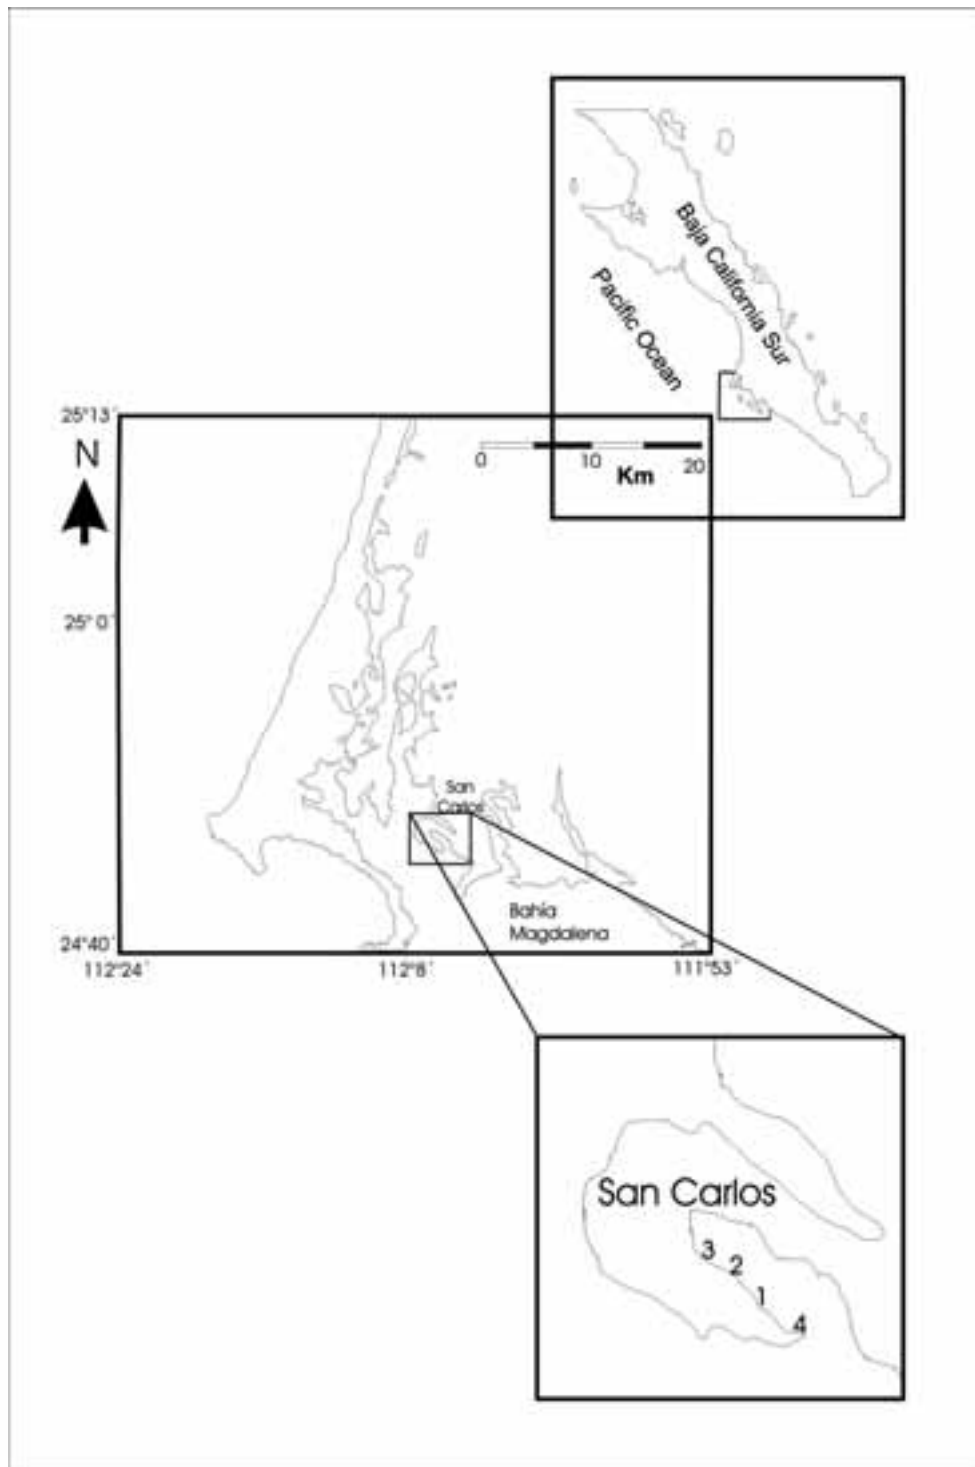 Baja California Sur
Pacific Ocean
25°13´
N
0 10 20
Km
25° 0´
San
Carlos
Bahía
Magdalena
24°40´
112°24´ 112°8´ 111°53´
San Carlos
3
2
1
4